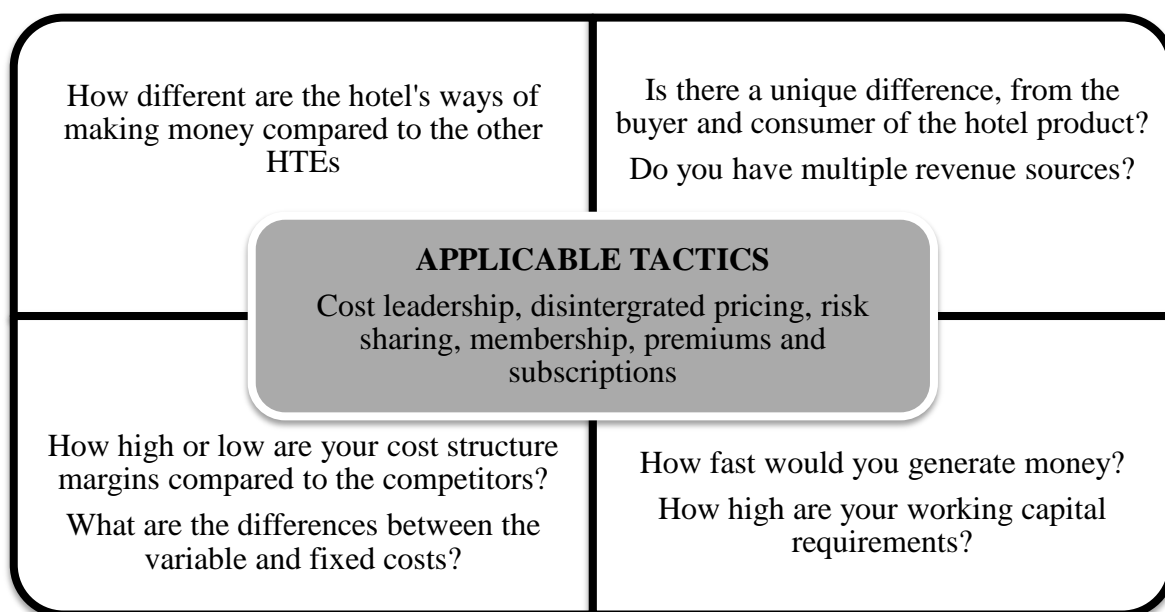 How different are the hotel's ways of
making money compared to the other
HTEs
Is there a unique difference, from the
buyer and consumer of the hotel product?
Do you have multiple revenue sources?
APPLICABLE TACTICS
Cost leadership, disintergrated pricing, risk
sharing, membership, premiums and
subscriptions
How high or low are your cost structure
margins compared to the competitors?
What are the differences between the
variable and fixed costs?
How fast would you generate money?
How high are your working capital
requirements?